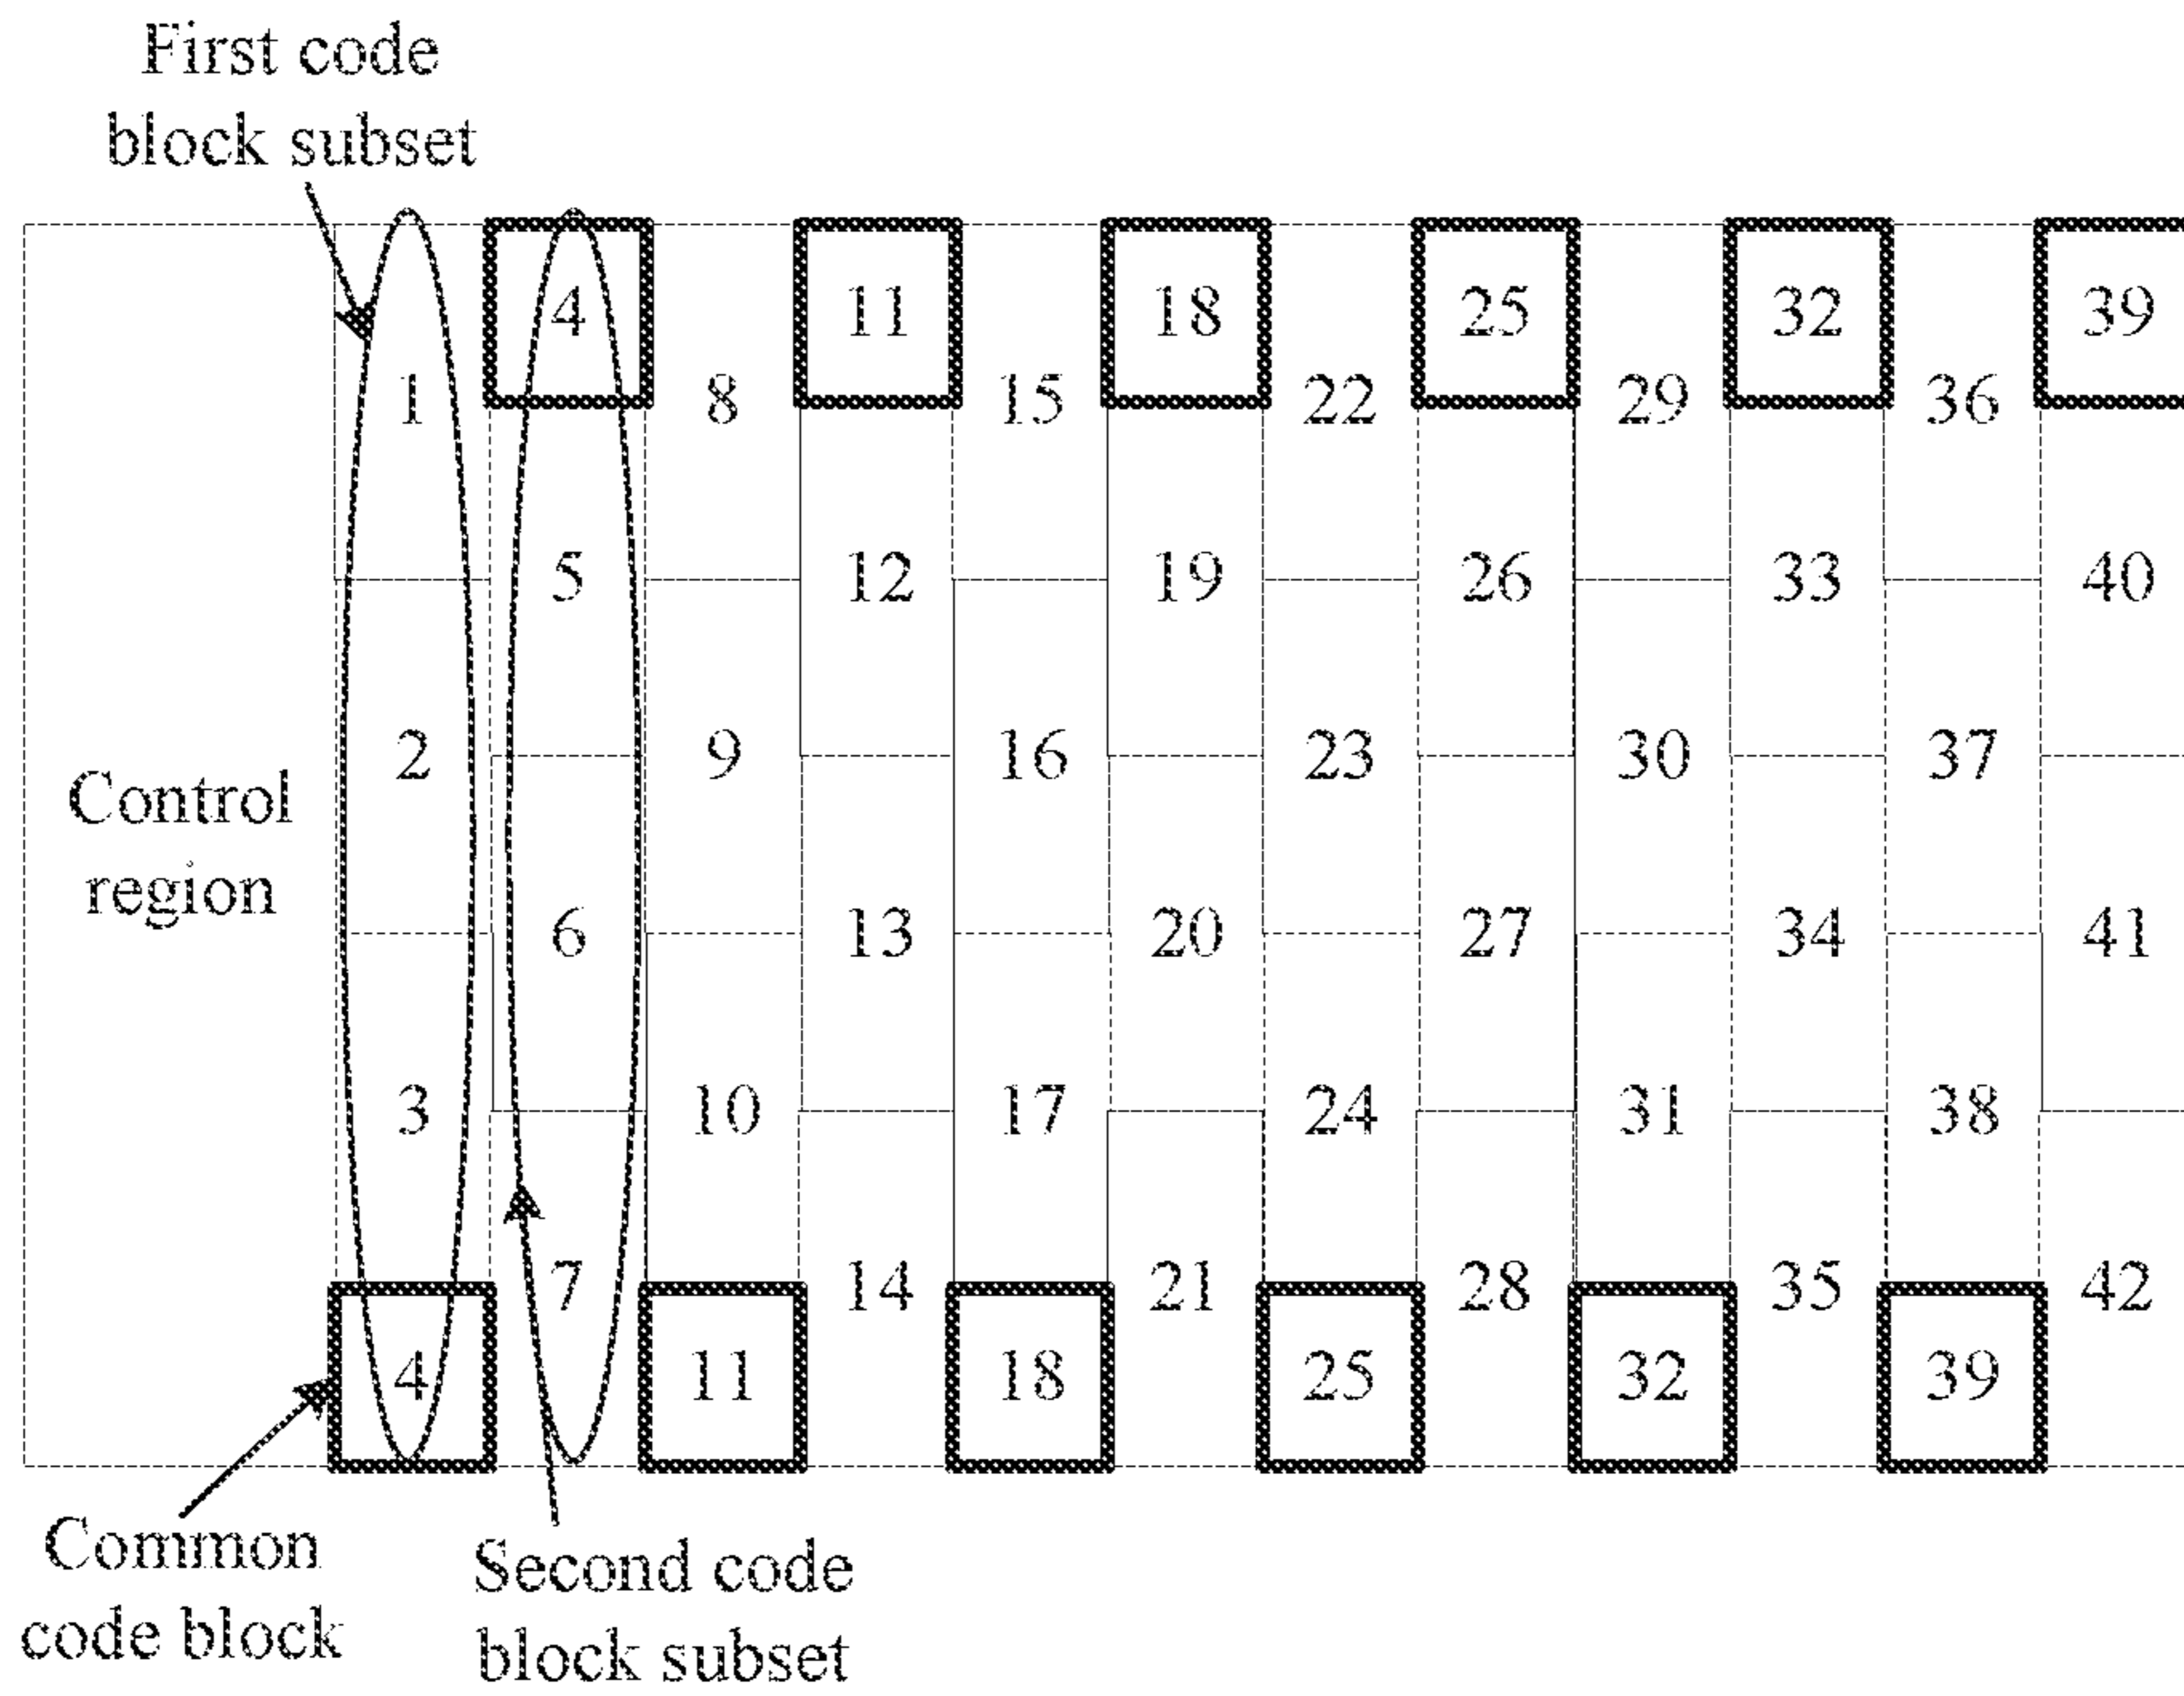 First code
block subset
4 11 18 25 32 39
1 8 15 22 29 36
5 12 19 26 33 40
2 9 16 23 30 37
Control
region
6 13 20 27 34 41
3 10 17 24 31 38
7 14 21 28 35 42
4 11 18 25 32 39
Common
code block
Second code
block subset